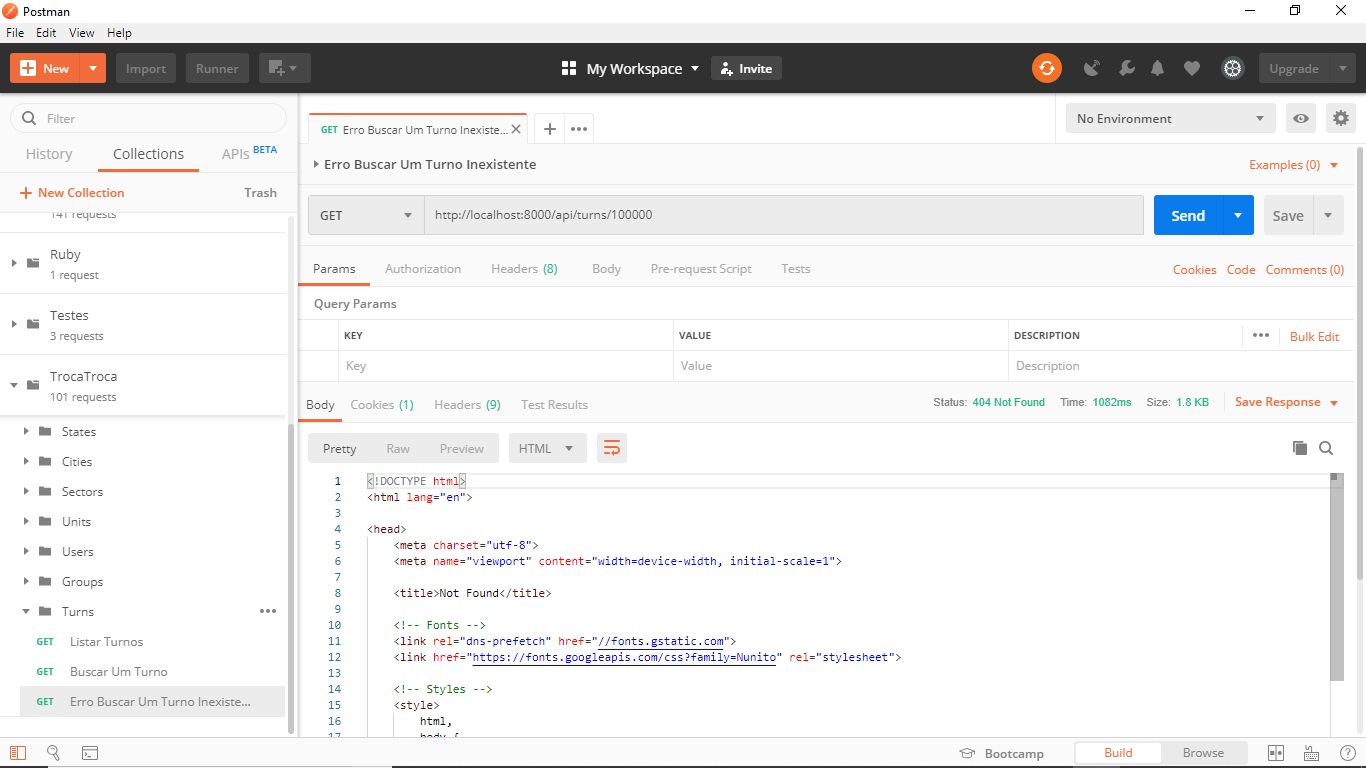 Postman
File Edit View Help
New Import Runner My Workspace Invite Upgrade
Filter
History Collections APIs BETA
New Collection Trash
141 requests
Ruby
1 request
Testes
3 requests
TrocaTroca
101 requests
States
Cities
Sectors
Units
Users
Groups
Turns
GET Listar Turnos
GET Buscar Um Turno
GET Erro Buscar Um Turno Inexiste...
GET Erro Buscar Um Turno Inexiste...
No Environment
Erro Buscar Um Turno Inexistente
Examples (0)
GET http://localhost:8000/api/turns/100000 Send Save
Params Authorization Headers (8) Body Pre-request Script Tests Cookies Code Comments (0)
Query Params
KEY VALUE DESCRIPTION Bulk Edit
Key Value Description
Body Cookies (1) Headers (9) Test Results Status: 404 Not Found Time: 1082ms Size: 1.8 KB Save Response
Pretty Raw Preview HTML
1 <!DOCTYPE html>
2 <html lang="en">
3
4 <head>
5 <meta charset="utf-8">
6 <meta name="viewport" content="width=device-width, initial-scale=1">
7
8 <title>Not Found</title>
9
10 <!-- Fonts -->
11 <link rel="dns-prefetch" href="//fonts.gstatic.com">
12 <link href="https://fonts.googleapis.com/css?family=Nunito" rel="stylesheet">
13
14 <!-- Styles -->
15 <style>
16 html,
17 body {
Bootcamp Build Browse